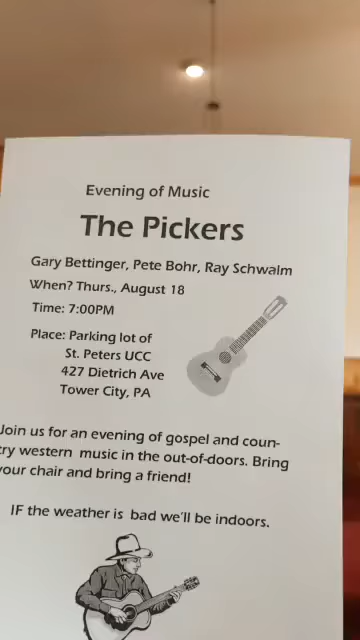 Evening of Music
The Pickers
Gary Bettinger, Pete Bohr, Ray Schwalm
When? Thurs., August 18
Time: 7:00PM
Place: Parking lot of
St. Peters UCC
427 Dietrich Ave
Tower City, PA
Join us for an evening of gospel and coun-
try western music in the out-of-doors. Bring
your chair and bring a friend!
IF the weather is bad we'll be indoors.